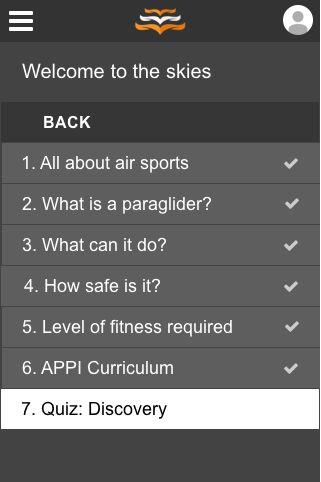 Welcome to the skies
BACK
1. All about air sports
2. What is a paraglider?
3. What can it do?
4. How safe is it?
5. Level of fitness required
6. APPI Curriculum
7. Quiz: Discovery